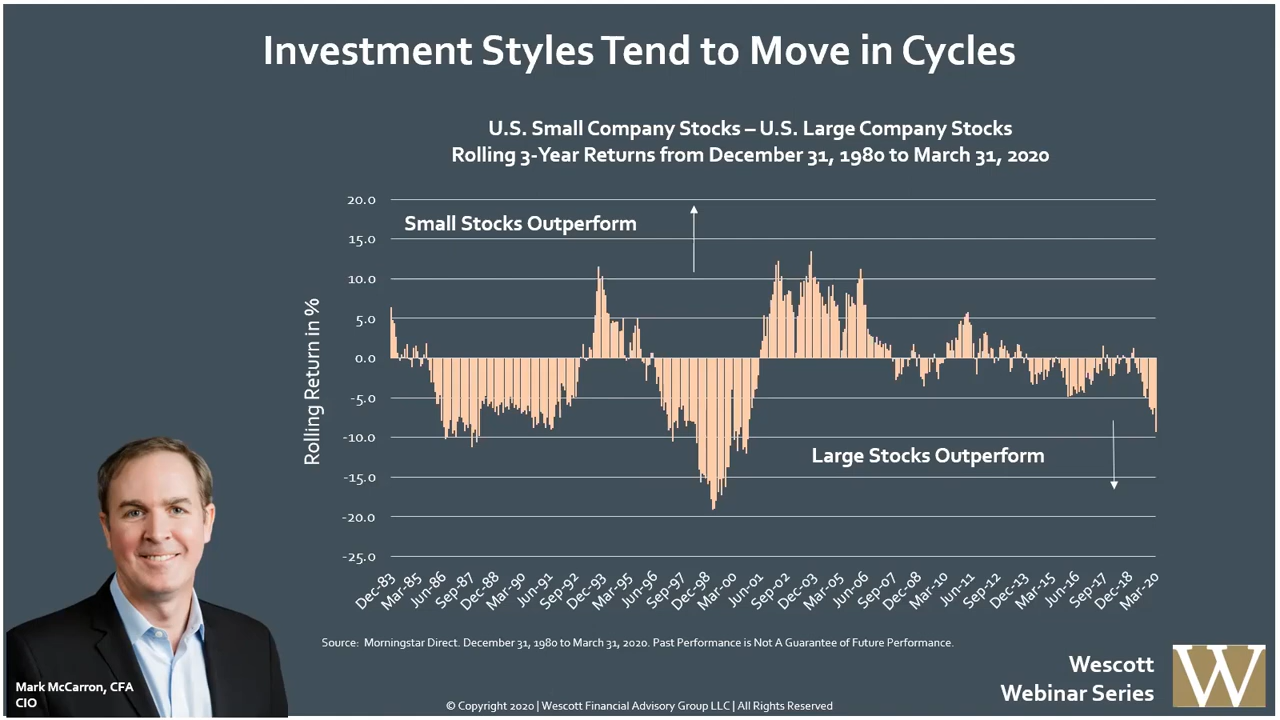 Investment Styles Tend to Move in Cycles
U.S. Small Company Stocks – U.S. Large Company Stocks
Rolling 3-Year Returns from December 31, 1980 to March 31, 2020
Rolling Return in %
20.0
15.0
10.0
5.0
0.0
-5.0
-10.0
-15.0
-20.0
-25.0
Small Stocks Outperform
Large Stocks Outperform
Dec-83
Mar-85
Jun-86
Sep-87
Dec-88
Mar-90
Jun-91
Sep-92
Dec-93
Mar-95
Jun-96
Sep-97
Dec-98
Mar-00
Jun-01
Sep-02
Dec-03
Mar-05
Jun-06
Sep-07
Dec-08
Mar-10
Jun-11
Sep-12
Dec-13
Mar-15
Jun-16
Sep-17
Dec-18
Mar-20
Source: Morningstar Direct. December 31, 1980 to March 31, 2020. Past Performance is Not A Guarantee of Future Performance.
Mark McCarron, CFA
CIO
Wescott
Webinar Series
W
© Copyright 2020 | Wescott Financial Advisory Group LLC | All Rights Reserved